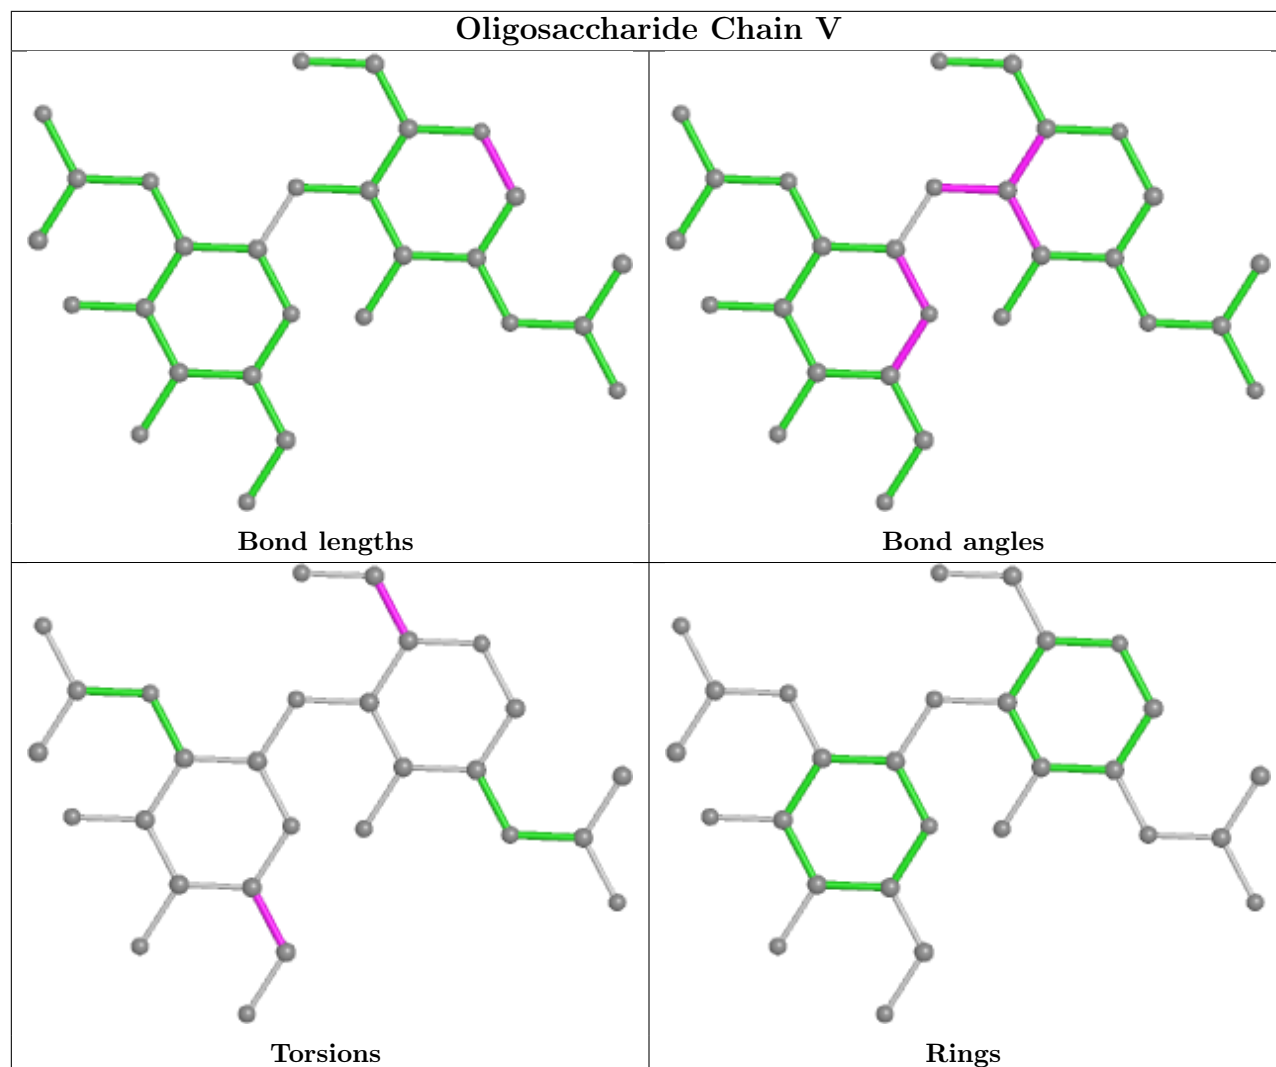 Oligosaccharide Chain V
Bond lengths
Bond angles
Torsions
Rings